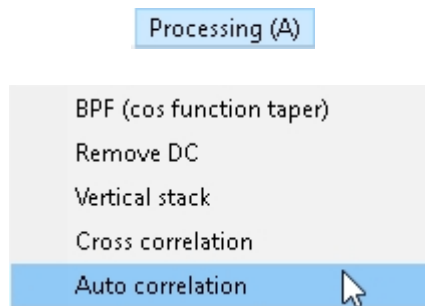 Processing (A)
BPF (cos function taper)
Remove DC
Vertical stack
Cross correlation
Auto correlation